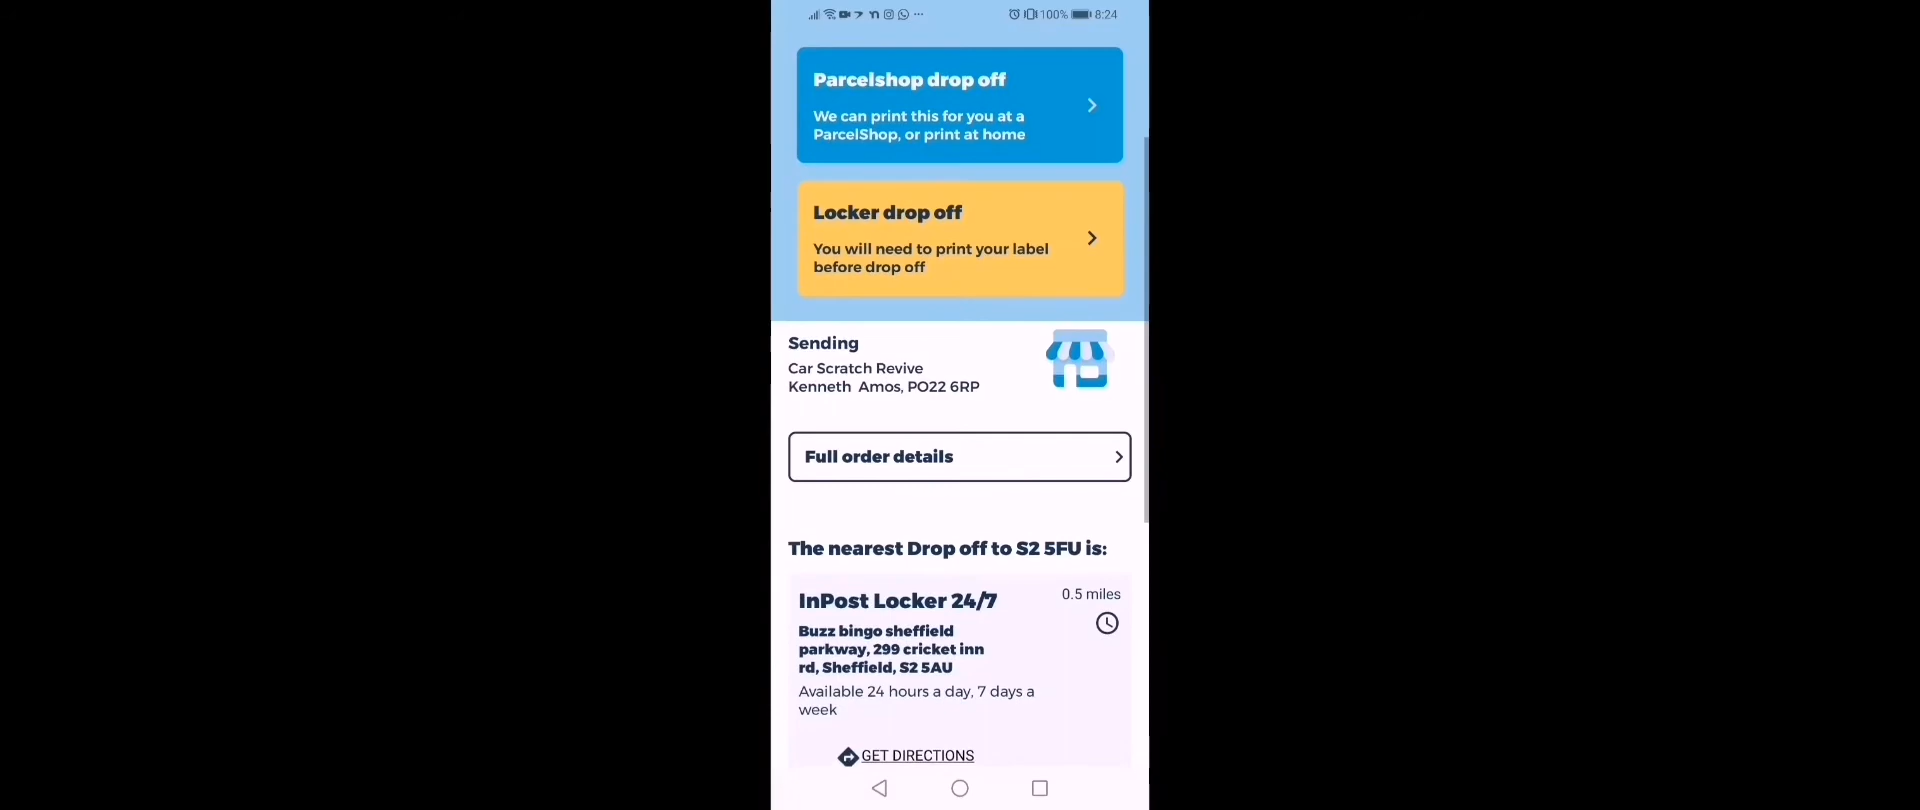 100% 8:24
Parcelshop drop off
We can print this for you at a
ParcelShop, or print at home
Locker drop off
You will need to print your label
before drop off
Sending
Car Scratch Revive
Kenneth Amos, PO22 6RP
Full order details
The nearest Drop off to S2 5FU is:
InPost Locker 24/7
0.5 miles
Buzz bingo sheffield
parkway, 299 cricket inn
rd, Sheffield, S2 5AU
Available 24 hours a day, 7 days a
week
GET DIRECTIONS